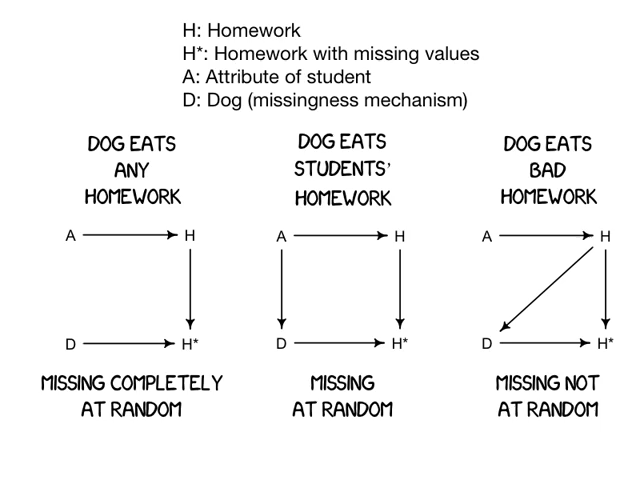 H: Homework
H*: Homework with missing values
A: Attribute of student
D: Dog (missingness mechanism)
DOG EATS
ANY
HOMEWORK
A H
D H*
MISSING COMPLETELY
AT RANDOM
DOG EATS
STUDENTS'
HOMEWORK
A H
D H*
MISSING
AT RANDOM
DOG EATS
BAD
HOMEWORK
A H
D H*
MISSING NOT
AT RANDOM